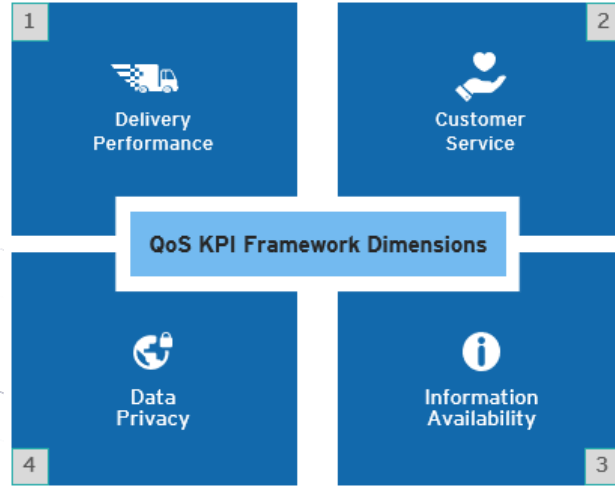 1
Delivery
Performance
2
Customer
Service
QoS KPI Framework Dimensions
Data
Privacy
4
Information
Availability
3